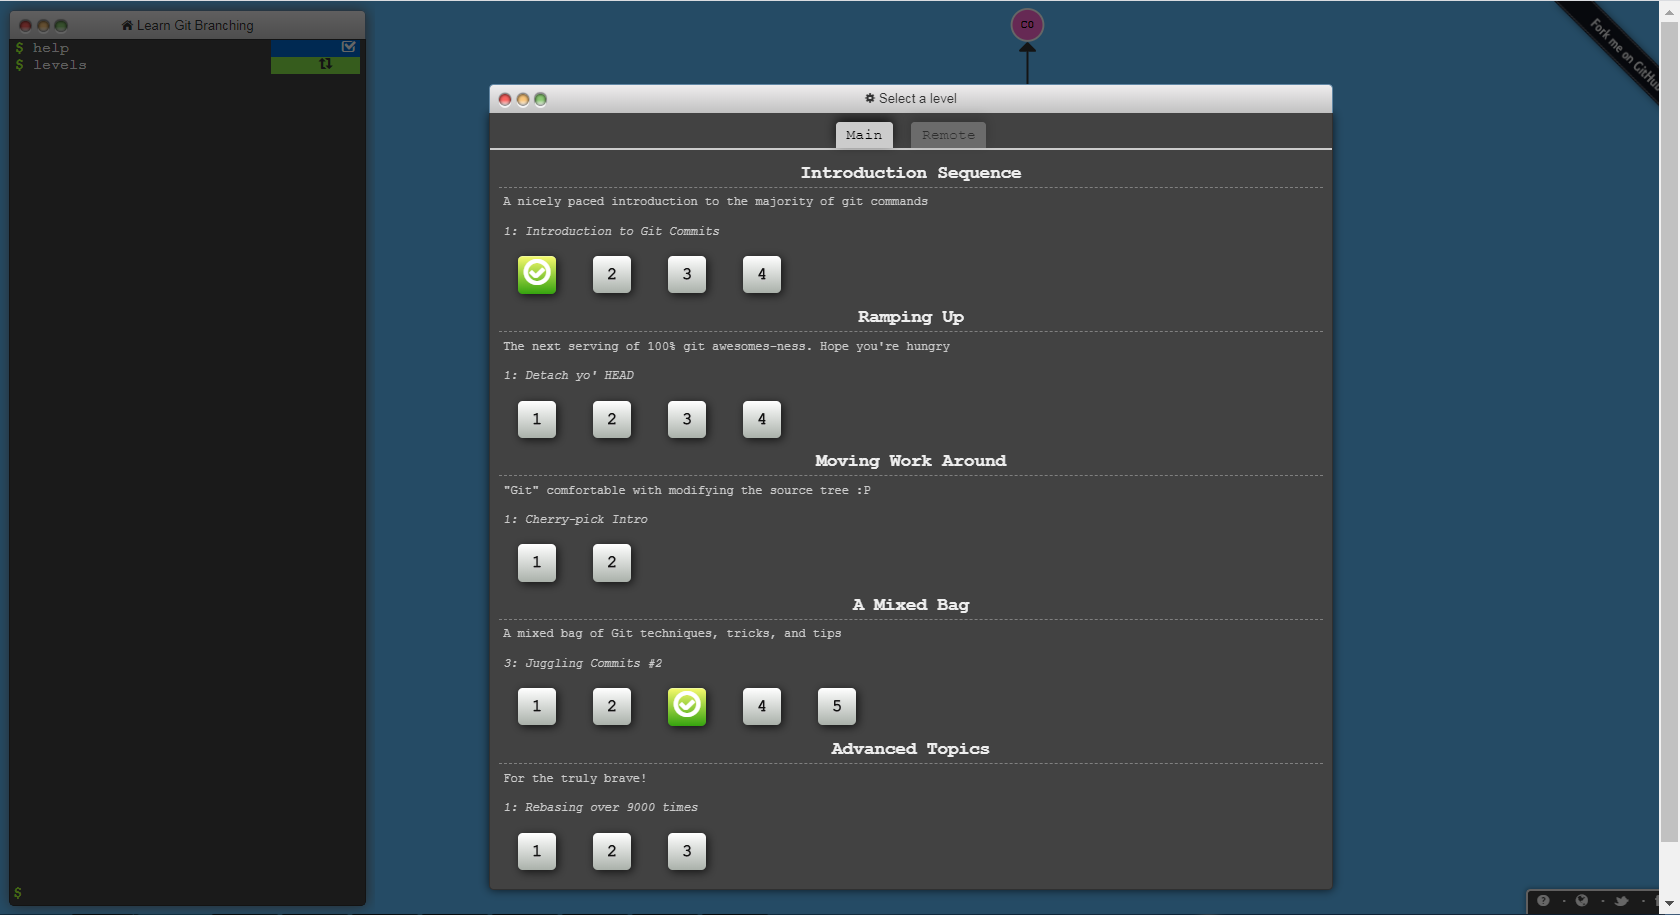 Learn Git Branching
$ help
$ levels
$
C0
Fork me on GitHub
Select a level
Main Remote
Introduction Sequence
A nicely paced introduction to the majority of git commands
1: Introduction to Git Commits
2 3 4
Ramping Up
The next serving of 100% git awesomes-ness. Hope you're hungry
1: Detach yo' HEAD
1 2 3 4
Moving Work Around
"Git" comfortable with modifying the source tree :P
1: Cherry-pick Intro
1 2
A Mixed Bag
A mixed bag of Git techniques, tricks, and tips
3: Juggling Commits #2
1 2 4 5
Advanced Topics
For the truly brave!
1: Rebasing over 9000 times
1 2 3